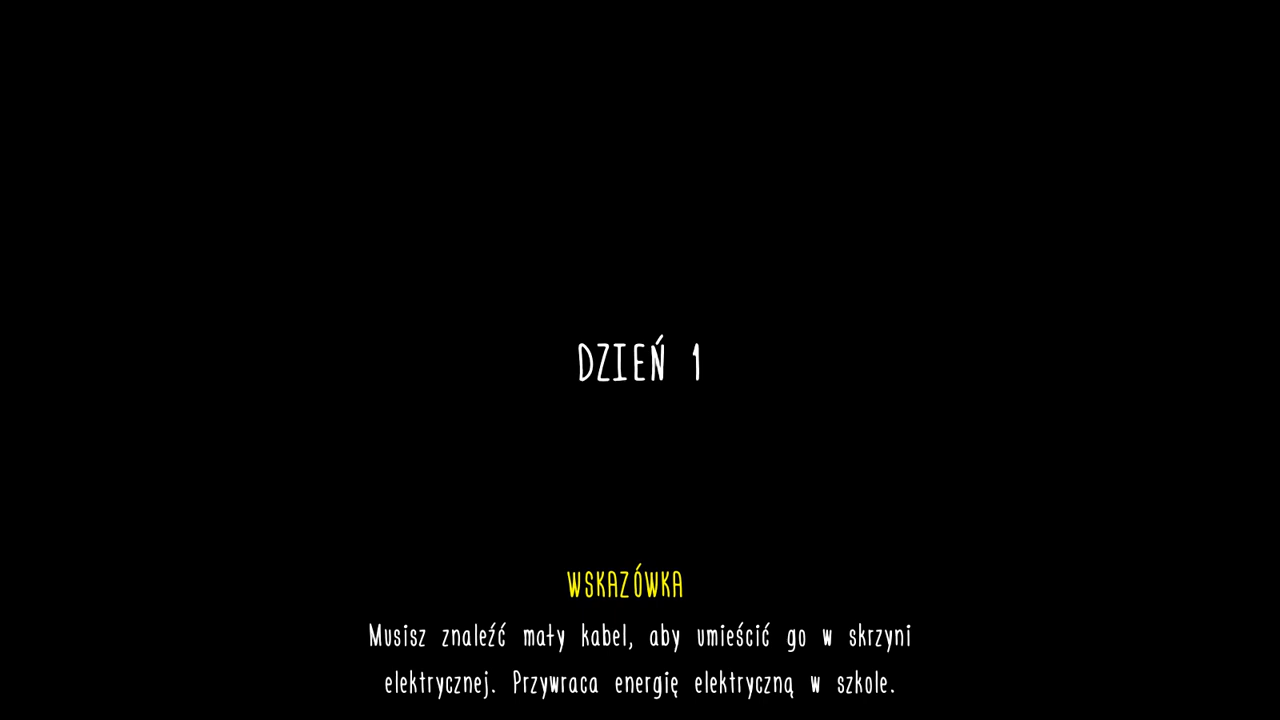 DZIEŃ 1
WSKAZÓWKA
Musisz znaleźć mały kabel, aby umieścić go w skrzyni
elektrycznej. Przywraca energię elektryczną w szkole.